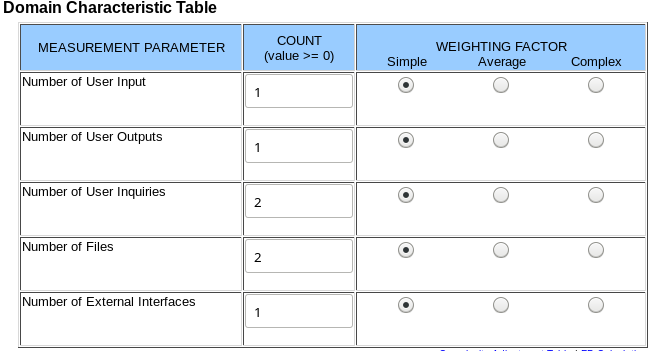 Domain Characteristic Table
MEASUREMENT PARAMETER
COUNT
(value >= 0)
WEIGHTING FACTOR
Simple Average Complex
Number of User Input
1
Number of User Outputs
1
Number of User Inquiries
2
Number of Files
2
Number of External Interfaces
1